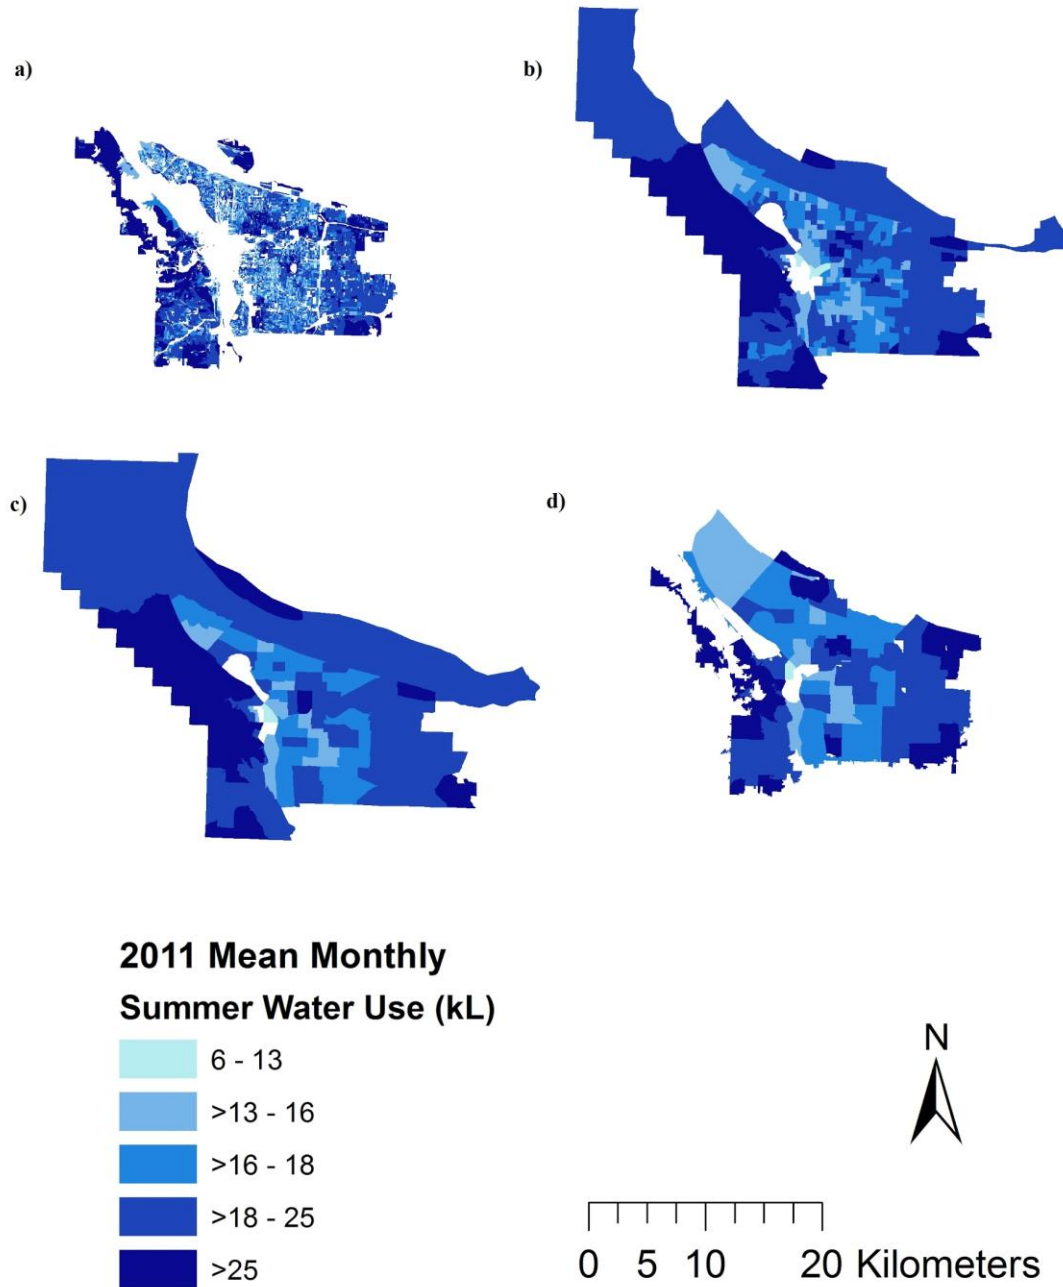 a)
b)
c)
d)
2011 Mean Monthly
Summer Water Use (kL)
6 - 13
>13 - 16
>16 - 18
>18 - 25
>25
N
0 5 10 20 Kilometers